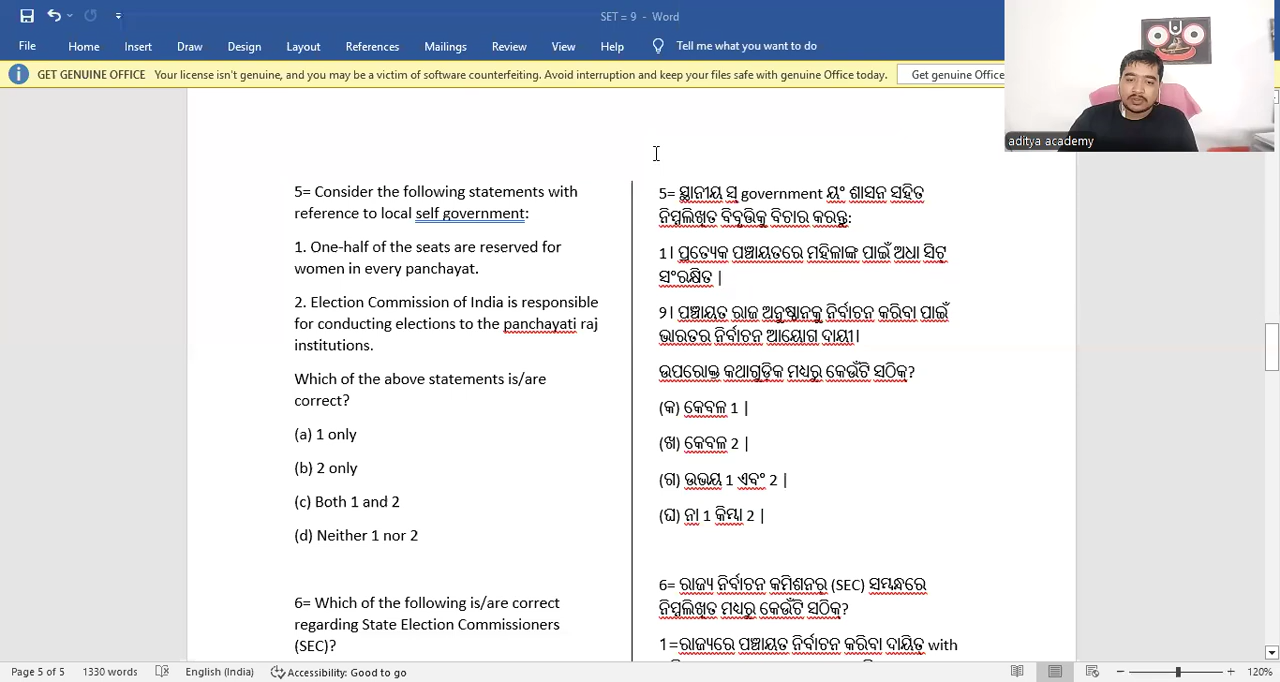 SET = 9 - Word
File Home Insert Draw Design Layout References Mailings Review View Help Tell me what you want to do
GET GENUINE OFFICE Your license isn't genuine, and you may be a victim of software counterfeiting. Avoid interruption and keep your files safe with genuine Office today. Get genuine Office
aditya academy
5= Consider the following statements with
reference to local self government:
1. One-half of the seats are reserved for
women in every panchayat.
2. Election Commission of India is responsible
for conducting elections to the panchayati raj
institutions.
Which of the above statements is/are
correct?
(a) 1 only
(b) 2 only
(c) Both 1 and 2
(d) Neither 1 nor 2
6= Which of the following is/are correct
regarding State Election Commissioners
(SEC)?
5= ସ୍ଥାନୀୟ ସ୍ government ୟଂ ଶାସନ ସହିତ
ନିମ୍ନଲିଖିତ ବିବୃତ୍ତିକୁ ବିଚାର କରନ୍ତୁ:
1। ପ୍ରତ୍ୟେକ ପଞ୍ଚାୟତରେ ମହିଳାଙ୍କ ପାଇଁ ଅଧା ସିଟ୍
ସଂରକ୍ଷିତ |
୨। ପଞ୍ଚାୟତ ରାଜ ଅନୁଷ୍ଠାନକୁ ନିର୍ବାଚନ କରିବା ପାଇଁ
ଭାରତର ନିର୍ବାଚନ ଆୟୋଗ ଦାୟୀ।
ଉପରୋକ୍ତ କଥାଗୁଡ଼ିକ ମଧ୍ୟରୁ କେଉଁଟି ସଠିକ୍?
(କ) କେବଳ 1 |
(ଖ) କେବଳ 2 |
(ଗ) ଉଭୟ 1 ଏବଂ 2 |
(ଘ) ନା 1 କିମ୍ବା 2 |
6= ରାଜ୍ୟ ନିର୍ବାଚନ କମିଶନର୍ (SEC) ସମ୍ବନ୍ଧରେ
ନିମ୍ନଲିଖିତ ମଧ୍ୟରୁ କେଉଁଟି ସଠିକ୍?
1=ରାଜ୍ୟରେ ପଞ୍ଚାୟତ ନିର୍ବାଚନ କରିବା ଦାୟିତ୍ୱ with
Page 5 of 5 1330 words English (India) Accessibility: Good to go 120%